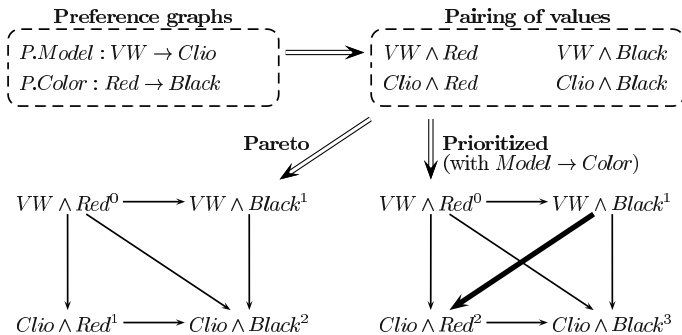 Preference graphs
P.Model : VW → Clio
P.Color : Red → Black
Pairing of values
VW ∧ Red VW ∧ Black
Clio ∧ Red Clio ∧ Black
Pareto
Prioritized
(with Model → Color)
VW ∧ Red⁰ VW ∧ Black¹
Clio ∧ Red¹ Clio ∧ Black²
VW ∧ Red⁰ VW ∧ Black¹
Clio ∧ Red² Clio ∧ Black³